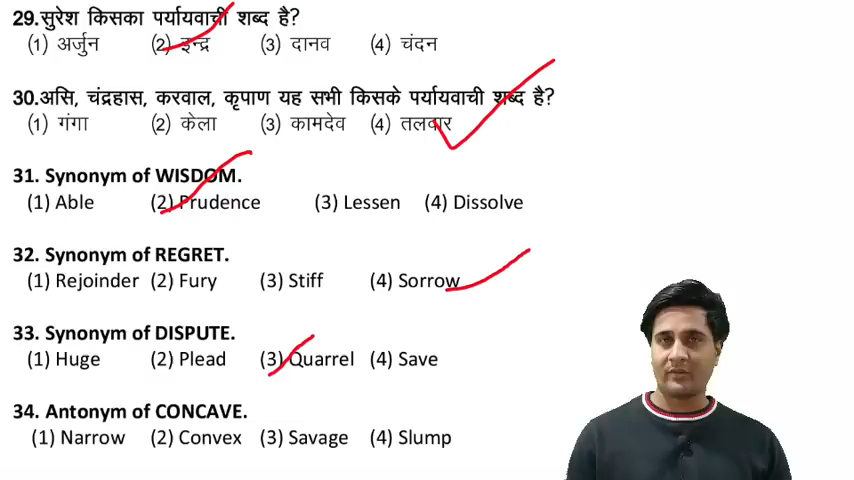 29.सुरेश किसका पर्यायवाची शब्द है?
(1) अर्जुन (2) इन्द्र (3) दानव (4) चंदन
30.असि, चंद्रहास, करवाल, कृपाण यह सभी किसके पर्यायवाची शब्द है?
(1) गंगा (2) केला (3) कामदेव (4) तलवार
31. Synonym of WISDOM.
(1) Able (2) Prudence (3) Lessen (4) Dissolve
32. Synonym of REGRET.
(1) Rejoinder (2) Fury (3) Stiff (4) Sorrow
33. Synonym of DISPUTE.
(1) Huge (2) Plead (3) Quarrel (4) Save
34. Antonym of CONCAVE.
(1) Narrow (2) Convex (3) Savage (4) Slump